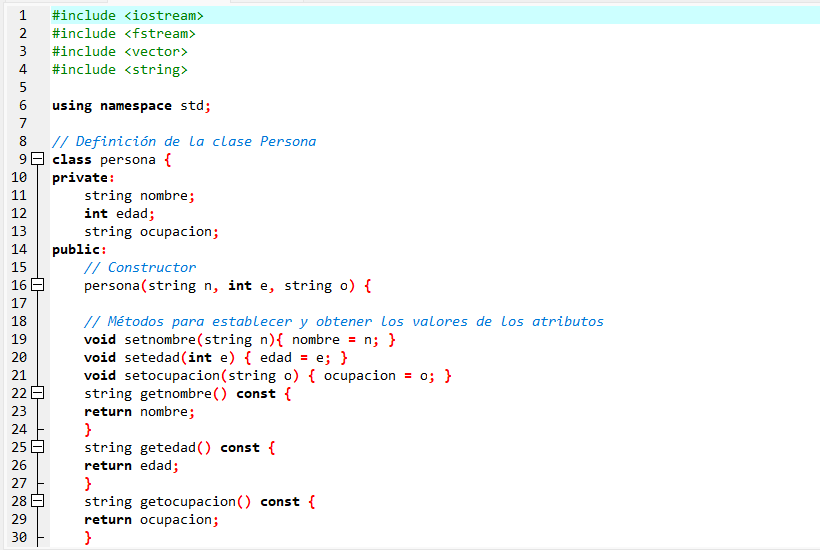 1 #include <iostream>
2 #include <fstream>
3 #include <vector>
4 #include <string>
5
6 using namespace std;
7
8 // Definición de la clase Persona
9 class persona {
10 private:
11 string nombre;
12 int edad;
13 string ocupacion;
14 public:
15 // Constructor
16 persona(string n, int e, string o) {
17
18 // Métodos para establecer y obtener los valores de los atributos
19 void setnombre(string n){ nombre = n; }
20 void setedad(int e) { edad = e; }
21 void setocupacion(string o) { ocupacion = o; }
22 string getnombre() const {
23 return nombre;
24 }
25 string getedad() const {
26 return edad;
27 }
28 string getocupacion() const {
29 return ocupacion;
30 }